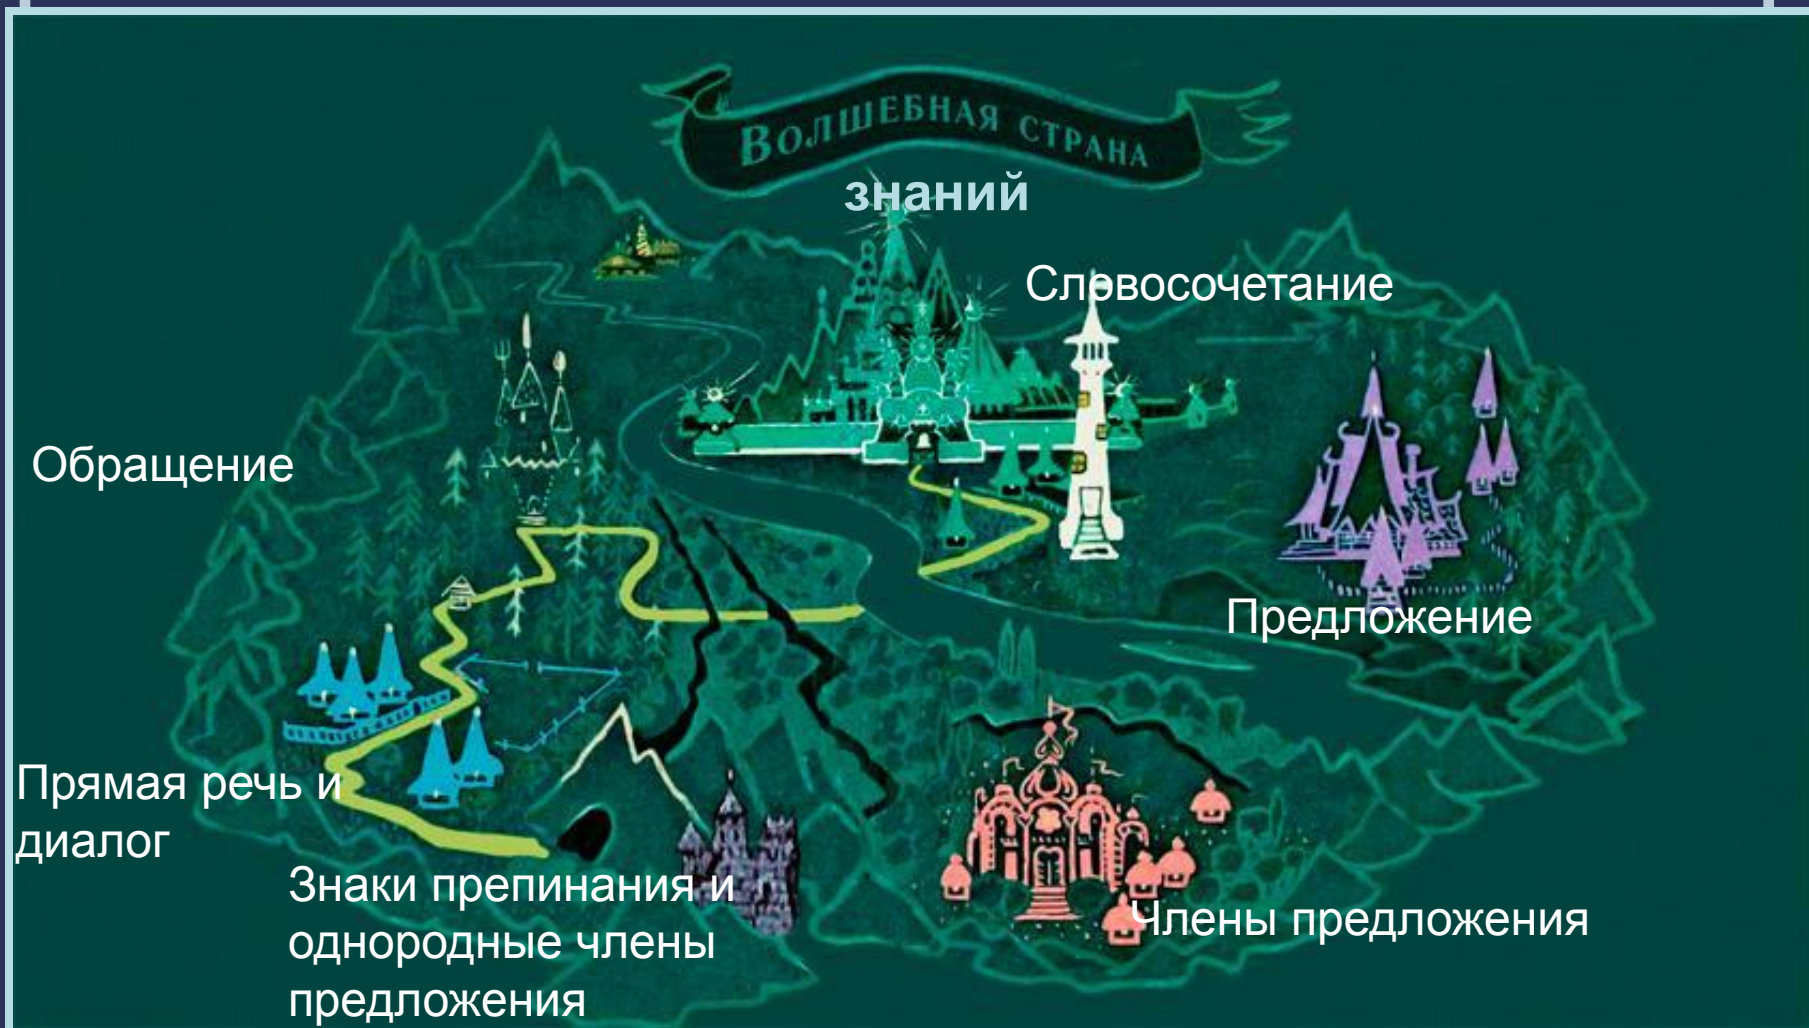 ВОЛШЕБНАЯ СТРАНА
знаний
Словосочетание
Обращение
Предложение
Прямая речь и
диалог
Знаки препинания и
однородные члены
предложения
Члены предложения